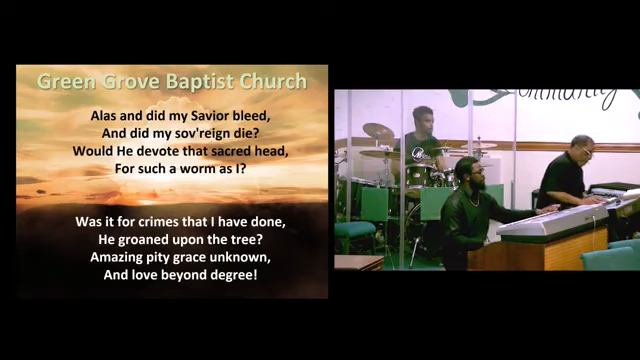 Green Grove Baptist Church
Alas and did my Savior bleed,
And did my sov'reign die?
Would He devote that sacred head,
For such a worm as I?
Was it for crimes that I have done,
He groaned upon the tree?
Amazing pity grace unknown,
And love beyond degree!